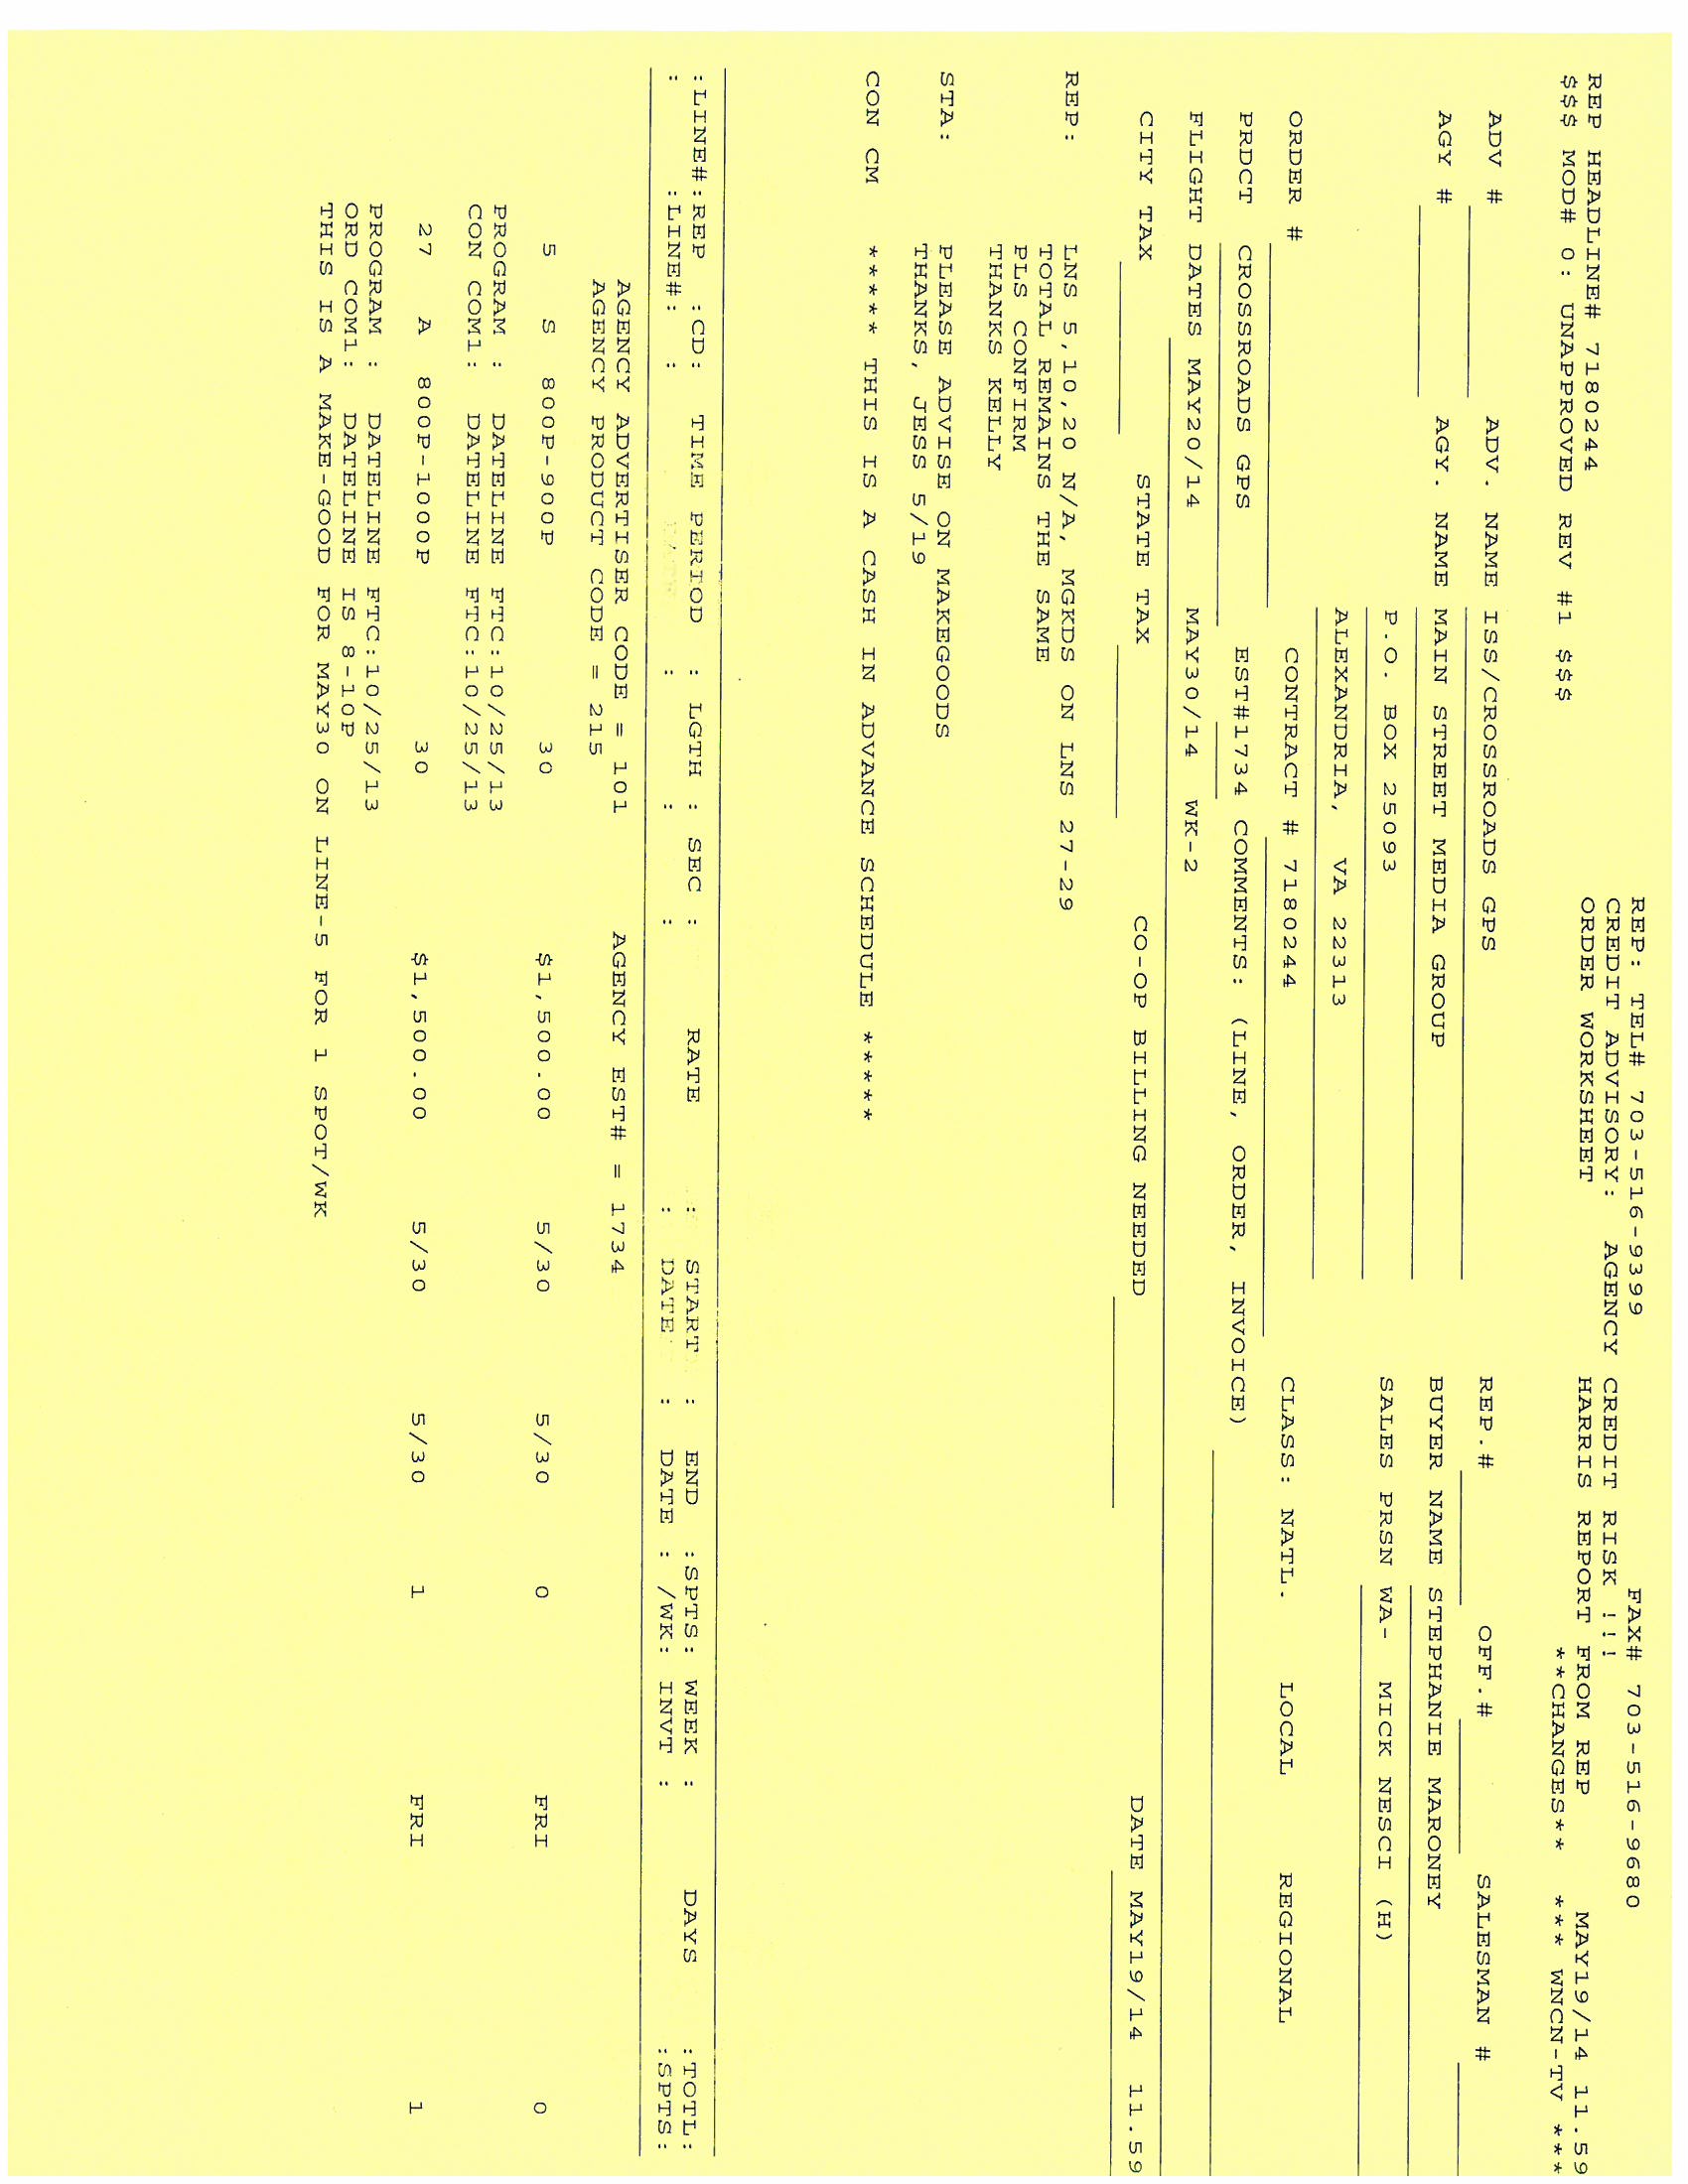 REP: TEL# 703-516-9399 FAX# 703-516-9680
CREDIT ADVISORY: AGENCY CREDIT RISK !!!
REP HEADLINE# 7180244 ORDER WORKSHEET HARRIS REPORT FROM REP MAY19/14 11.59
$$$ MOD# 0: UNAPPROVED REV #1 $$$ **CHANGES** *** WNCN-TV ***
ADV # ADV. NAME ISS/CROSSROADS GPS REP.# OFF.# SALESMAN #
AGY # AGY. NAME MAIN STREET MEDIA GROUP BUYER NAME STEPHANIE MARONEY
P.O. BOX 25093 SALES PRSN WA- MICK NESCI (H)
ALEXANDRIA, VA 22313
ORDER # CONTRACT # 7180244 CLASS: NATL. LOCAL REGIONAL
PRDCT CROSSROADS GPS EST#1734 COMMENTS: (LINE, ORDER, INVOICE)
FLIGHT DATES MAY20/14 MAY30/14 WK-2
CITY TAX STATE TAX CO-OP BILLING NEEDED DATE MAY19/14 11.59
REP: LNS 5,10,20 N/A, MGKDS ON LNS 27-29
TOTAL REMAINS THE SAME
PLS CONFIRM
THANKS KELLY
STA: PLEASE ADVISE ON MAKEGOODS
THANKS, JESS 5/19
CON CM ***** THIS IS A CASH IN ADVANCE SCHEDULE *****
:LINE#:REP :CD: TIME PERIOD : LGTH : SEC : RATE : START : END :SPTS: WEEK : DAYS :TOTL:
: :LINE#: : : : : : DATE : DATE : /WK: INVT : :SPTS:
AGENCY ADVERTISER CODE = 101 AGENCY EST# = 1734
AGENCY PRODUCT CODE = 215
5 S 800P-900P 30 $1,500.00 5/30 5/30 0 FRI 0
PROGRAM : DATELINE FTC:10/25/13
CON COM1: DATELINE FTC:10/25/13
27 A 800P-1000P 30 $1,500.00 5/30 5/30 1 FRI 1
PROGRAM : DATELINE FTC:10/25/13
ORD COM1: DATELINE IS 8-10P
THIS IS A MAKE-GOOD FOR MAY30 ON LINE-5 FOR 1 SPOT/WK